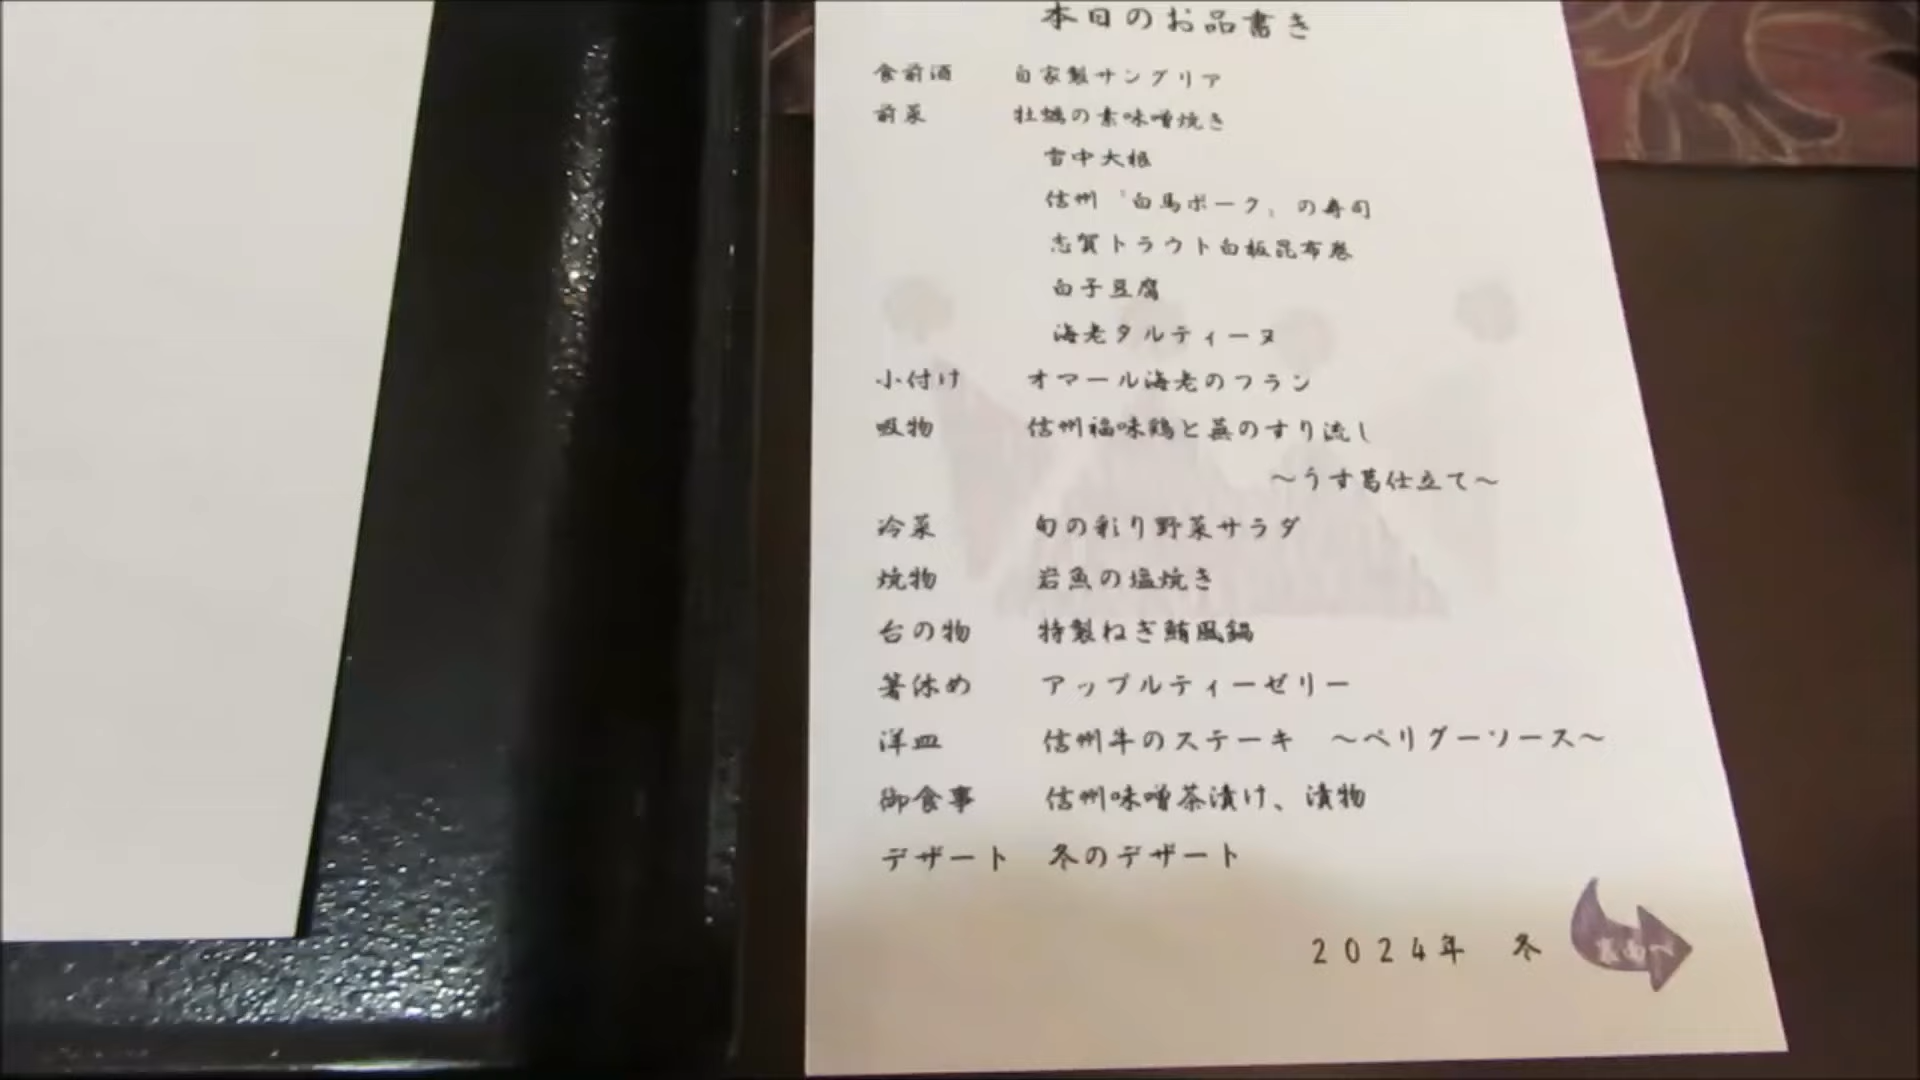 本日のお品書き
食前酒 自家製サングリア
前菜 牡蠣の素味噌焼き
雪中大根
信州「白馬ポーク」の寿司
志賀トラウト白板昆布巻
白子豆腐
海老タルティーヌ
小付け オマール海老のフラン
吸物 信州福味鶏と蕪のすり流し
～うす葛仕立て～
冷菜 旬の彩り野菜サラダ
焼物 岩魚の塩焼き
台の物 特製ねぎ鮪風鍋
箸休め アップルティーゼリー
洋皿 信州牛のステーキ ～ペリグーソース～
御食事 信州味噌茶漬け、漬物
デザート 冬のデザート
2024年 冬
裏面へ